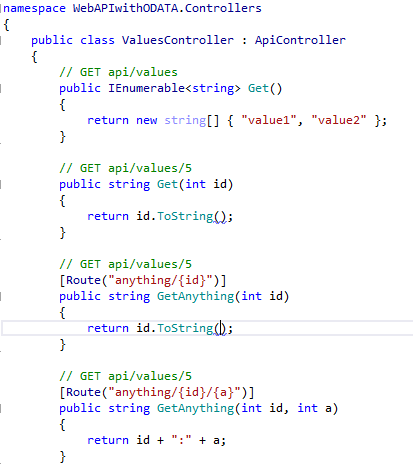 namespace WebAPIwithODATA.Controllers
{
    public class ValuesController : ApiController
    {
        // GET api/values
        public IEnumerable<string> Get()
        {
            return new string[] { "value1", "value2" };
        }

        // GET api/values/5
        public string Get(int id)
        {
            return id.ToString();
        }

        // GET api/values/5
        [Route("anything/{id}")]
        public string GetAnything(int id)
        {
            return id.ToString();
        }

        // GET api/values/5
        [Route("anything/{id}/{a}")]
        public string GetAnything(int id, int a)
        {
            return id + ":" + a;
        }